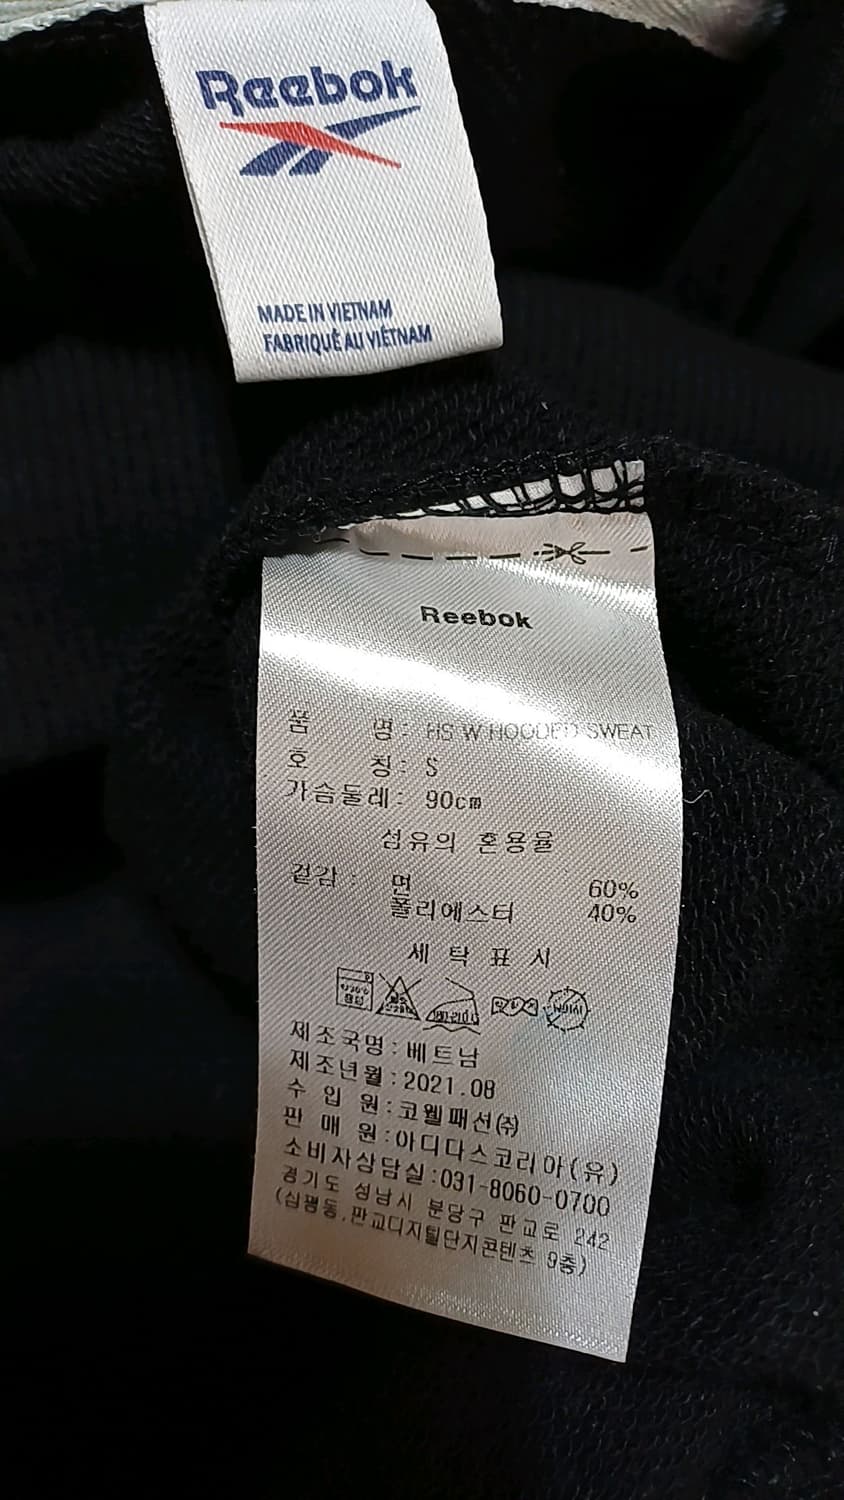 Reebok
MADE IN VIETNAM
FABRIQUÉ AU VIÊTNAM
Reebok
품 명: HS W HOODED SWEAT
호 칭: S
가슴둘레: 90cm
섬유의 혼용율
겉감: 면 60%
폴리에스터 40%
세 탁 표 시
제조국명:베트남
제조년월:2021.08
수 입 원:코웰패션㈜
판 매 원:아디다스코리아(유)
소비자상담실:031-8060-0700
경기도 성남시 분당구 판교로 242
판교디지털단지콘텐츠 9층)